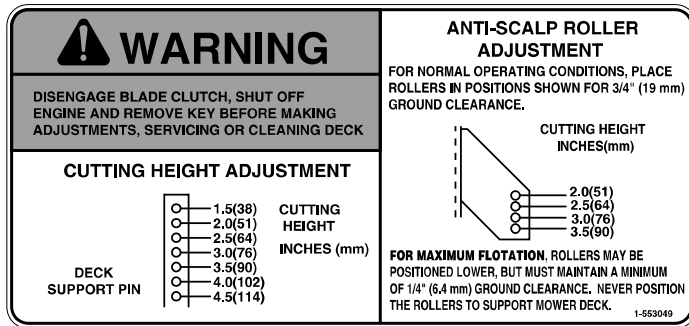 WARNING
DISENGAGE BLADE CLUTCH, SHUT OFF
ENGINE AND REMOVE KEY BEFORE MAKING
ADJUSTMENTS, SERVICING OR CLEANING DECK
CUTTING HEIGHT ADJUSTMENT
1.5(38)
2.0(51)
2.5(64)
3.0(76)
3.5(90)
4.0(102)
4.5(114)
CUTTING
HEIGHT
INCHES (mm)
DECK
SUPPORT PIN
ANTI-SCALP ROLLER
ADJUSTMENT
FOR NORMAL OPERATING CONDITIONS, PLACE
ROLLERS IN POSITIONS SHOWN FOR 3/4" (19 mm)
GROUND CLEARANCE.
CUTTING HEIGHT
INCHES(mm)
2.0(51)
2.5(64)
3.0(76)
3.5(90)
FOR MAXIMUM FLOTATION, ROLLERS MAY BE
POSITIONED LOWER, BUT MUST MAINTAIN A MINIMUM
OF 1/4" (6.4 mm) GROUND CLEARANCE. NEVER POSITION
THE ROLLERS TO SUPPORT MOWER DECK.
1-553049